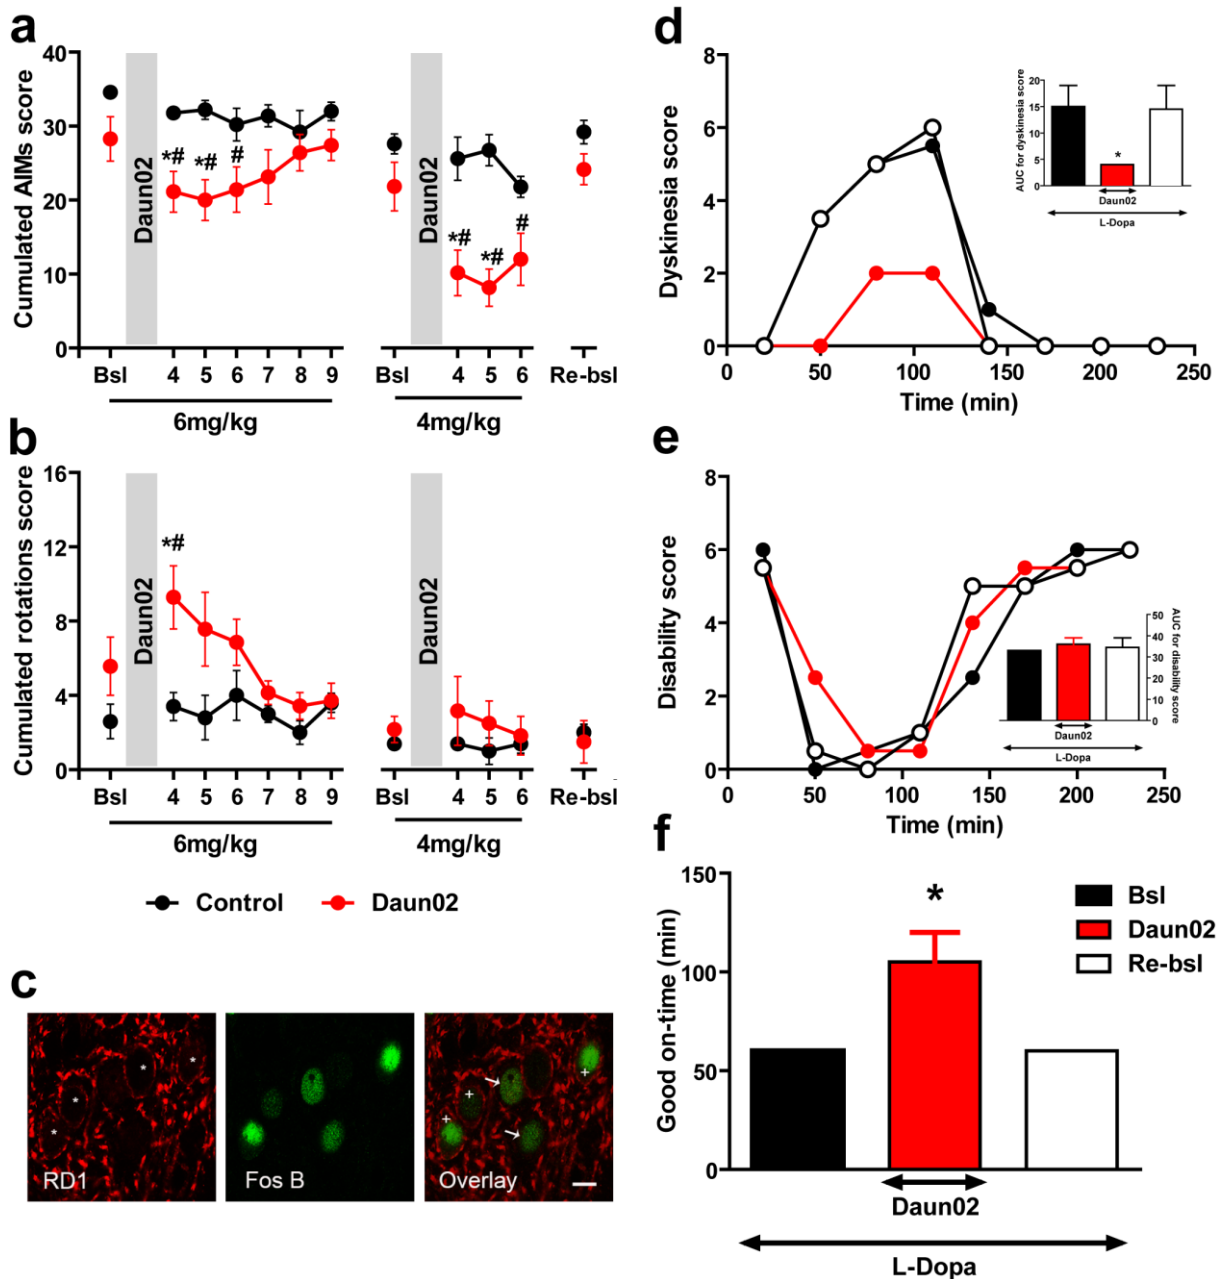 a
Cumulated AIMs score
40
30
20
10
0
Daun02
*#
*#
#
Daun02
*#
*#
#
Bsl 4 5 6 7 8 9 Bsl 4 5 6 Re-bsl
6mg/kg 4mg/kg
b
Cumulated rotations score
16
12
8
4
0
Daun02
*#
Daun02
Bsl 4 5 6 7 8 9 Bsl 4 5 6 Re-bsl
6mg/kg 4mg/kg
Control Daun02
c
* * * *
RD1
Fos B
+ + +
Overlay
d
Dyskinesia score
8
6
4
2
0
0 50 100 150 200 250
Time (min)
AUC for dyskinesia score
20
15
10
5
0
*
Daun02
L-Dopa
e
Disability score
8
6
4
2
0
0 50 100 150 200 250
Time (min)
AUC for disability score
50
40
30
20
10
0
Daun02
L-Dopa
f
Good on-time (min)
150
100
50
0
*
Bsl
Daun02
Re-bsl
Daun02
L-Dopa